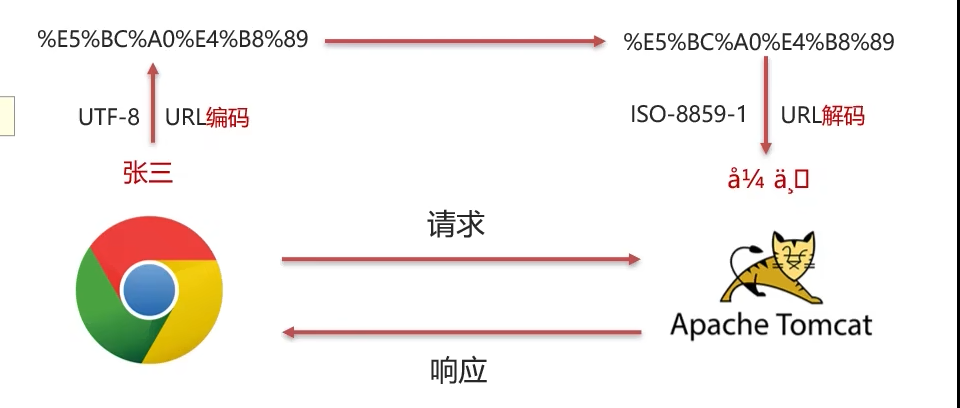 %E5%BC%A0%E4%B8%89
%E5%BC%A0%E4%B8%89
UTF-8 URL编码
ISO-8859-1 URL解码
张三
å¼ ä¸
请求
Apache Tomcat
响应